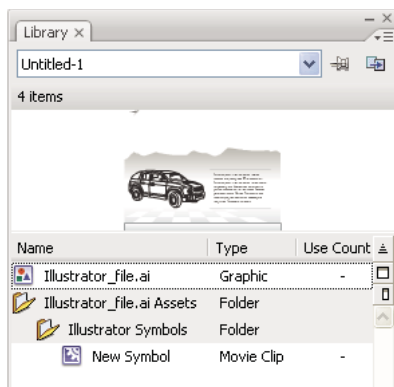 Library
Untitled-1
4 items
Name Type Use Count
Illustrator_file.ai Graphic -
Illustrator_file.ai Assets Folder
Illustrator Symbols Folder
New Symbol Movie Clip -